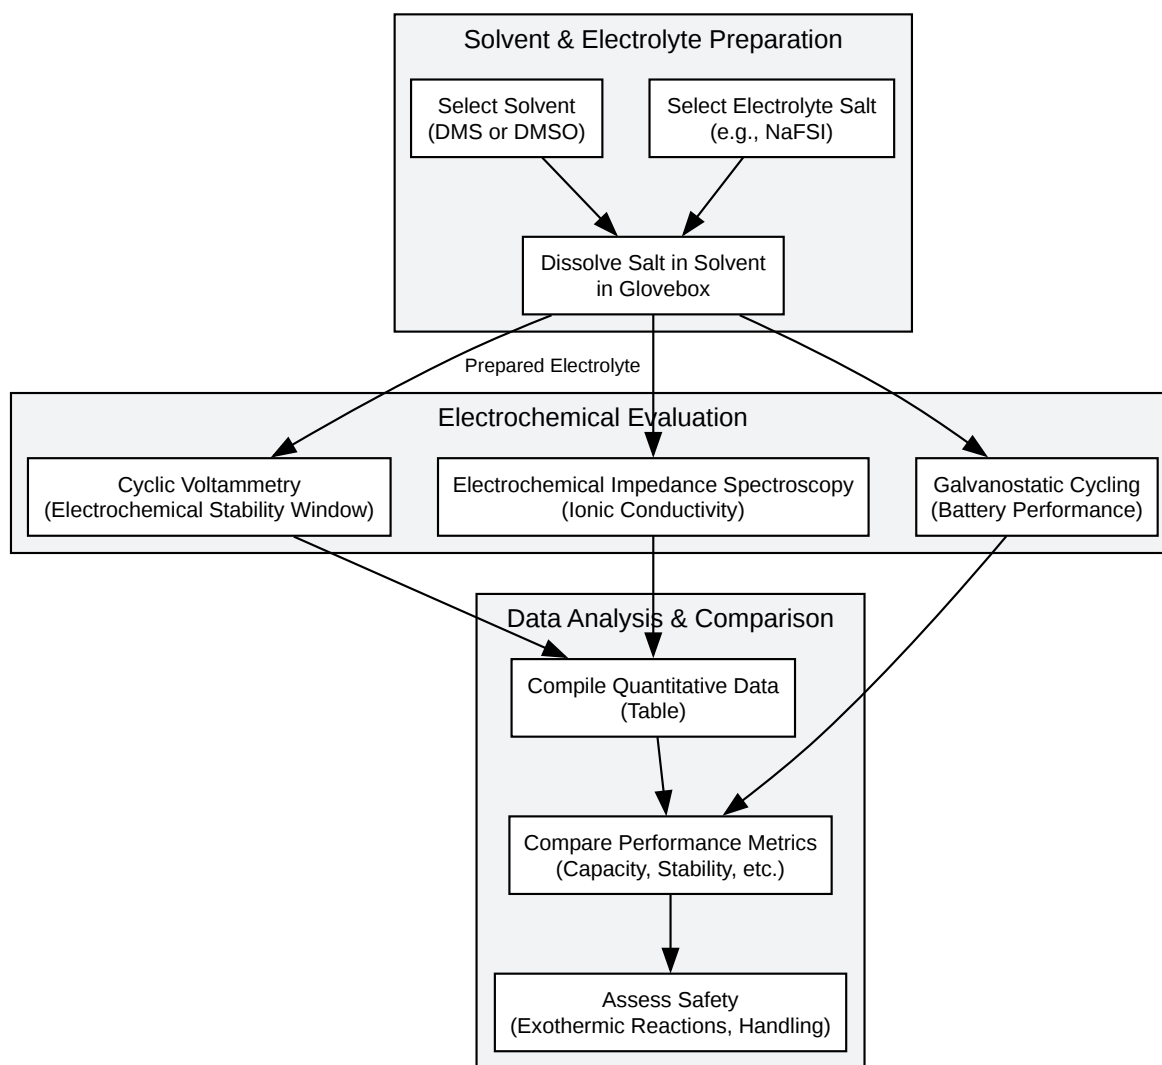 Solvent & Electrolyte Preparation
Select Solvent
(DMS or DMSO)
Select Electrolyte Salt
(e.g., NaFSI)
Dissolve Salt in Solvent
in Glovebox
Prepared Electrolyte
Electrochemical Evaluation
Cyclic Voltammetry
(Electrochemical Stability Window)
Electrochemical Impedance Spectroscopy
(Ionic Conductivity)
Galvanostatic Cycling
(Battery Performance)
Data Analysis & Comparison
Compile Quantitative Data
(Table)
Compare Performance Metrics
(Capacity, Stability, etc.)
Assess Safety
(Exothermic Reactions, Handling)